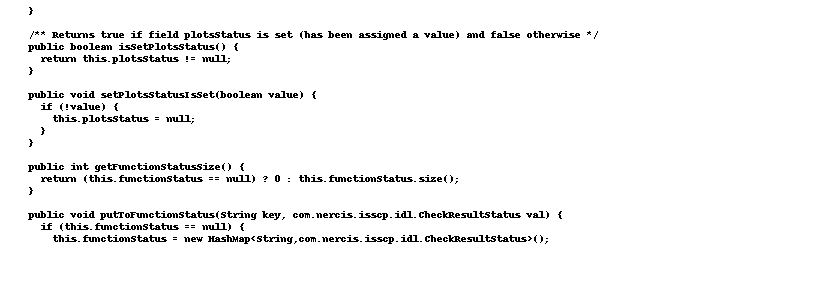 }
/** Returns true if field plotsStatus is set (has been assigned a value) and false otherwise */
public boolean isSetPlotsStatus() {
return this.plotsStatus != null;
}
public void setPlotsStatusIsSet(boolean value) {
if (!value) {
this.plotsStatus = null;
}
}
public int getFunctionStatusSize() {
return (this.functionStatus == null) ? 0 : this.functionStatus.size();
}
public void putToFunctionStatus(String key, com.nercis.isscp.idl.CheckResultStatus val) {
if (this.functionStatus == null) {
this.functionStatus = new HashMap<String,com.nercis.isscp.idl.CheckResultStatus>();